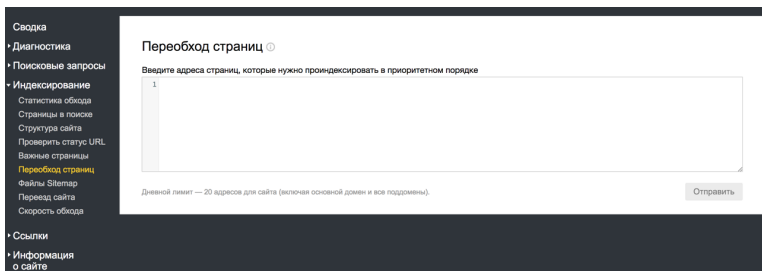 Сводка
Диагностика
Поисковые запросы
Индексирование
Статистика обхода
Страницы в поиске
Структура сайта
Проверить статус URL
Важные страницы
Переобход страниц
Файлы Sitemap
Переезд сайта
Скорость обхода
Ссылки
Информация
о сайте
Переобход страниц
Введите адреса страниц, которые нужно проиндексировать в приоритетном порядке
1
Дневной лимит — 20 адресов для сайта (включая основной домен и все поддомены).
Отправить